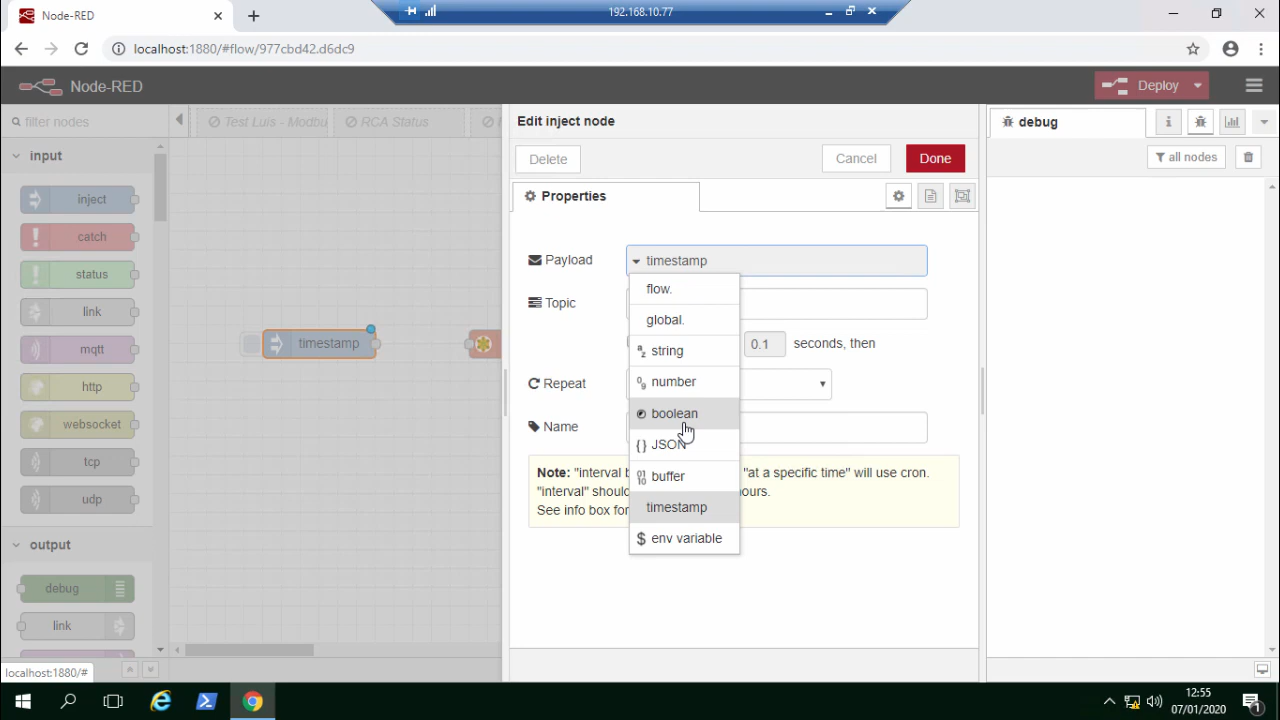 Node-RED
192.168.10.77
localhost:1880/#flow/977cbd42.d6dc9
Node-RED
Deploy
filter nodes
Test Luis - Modbu
RCA Status
Edit inject node
debug
Delete
Cancel
Done
all nodes
input
Properties
inject
catch
status
link
mqtt
http
websocket
tcp
udp
output
debug
link
timestamp
Payload
timestamp
Topic
0.1
seconds, then
Repeat
Name
flow.
global.
string
number
boolean
JSON
buffer
timestamp
env variable
Note: "interval b
"at a specific time" will use cron.
"interval" shoul
ours.
See info box for
localhost:1880/#
12:55
07/01/2020
1